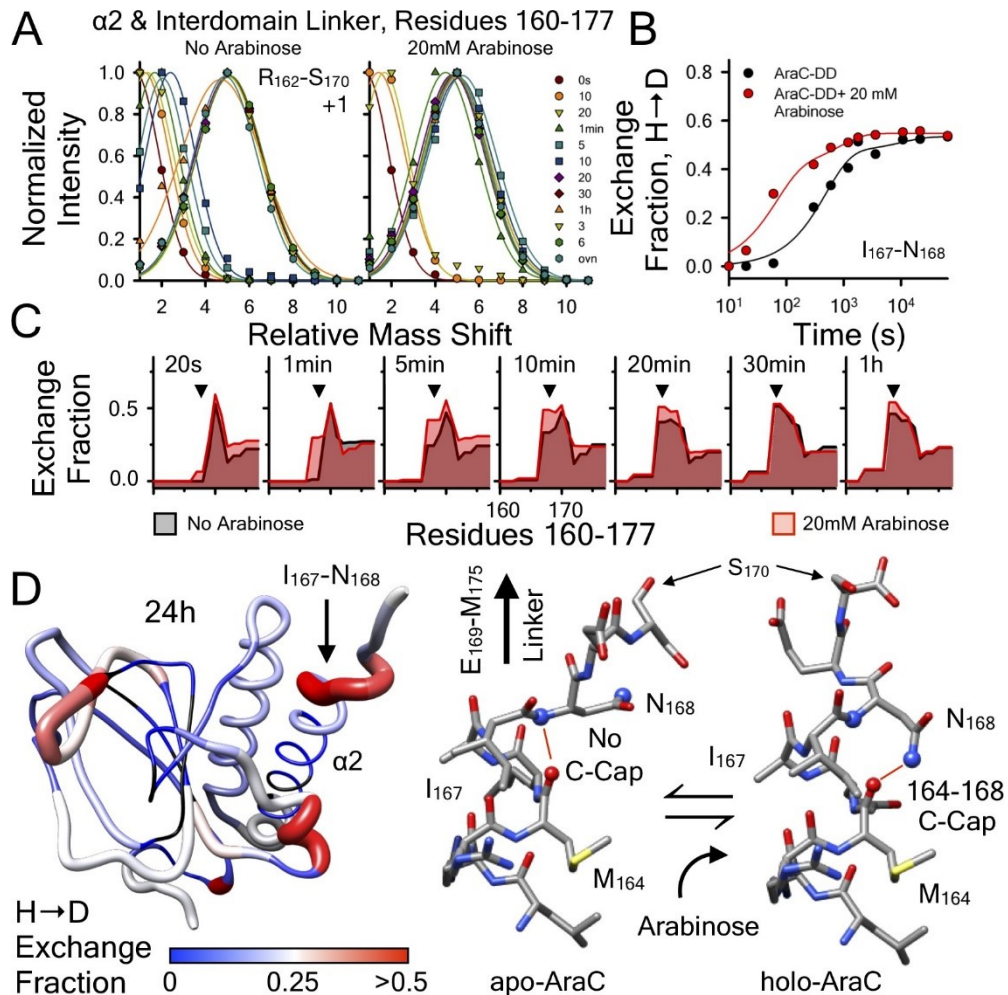 A
α2 & Interdomain Linker, Residues 160-177
No Arabinose
20mM Arabinose
R162-S170
+1
Normalized
Intensity
1.0
0.8
0.6
0.4
0.2
0.0
2 4 6 8 10
2 4 6 8 10
Relative Mass Shift
0s
10
20
1min
5
10
20
30
1h
3
6
ovn
B
AraC-DD
AraC-DD+ 20 mM
Arabinose
Exchange
Fraction, H→D
0.8
0.6
0.4
0.2
0.0
I167-N168
10¹ 10² 10³ 10⁴
Time (s)
C
20s
1min
5min
10min
20min
30min
1h
Exchange
Fraction
0.5
0.0
160 170
No Arabinose
Residues 160-177
20mM Arabinose
D
24h
I167-N168
α2
H→D
Exchange
Fraction
0 0.25 >0.5
E169-M175
Linker
S170
N168
No
C-Cap
I167
M164
apo-AraC
Arabinose
N168
I167
164-168
C-Cap
holo-AraC